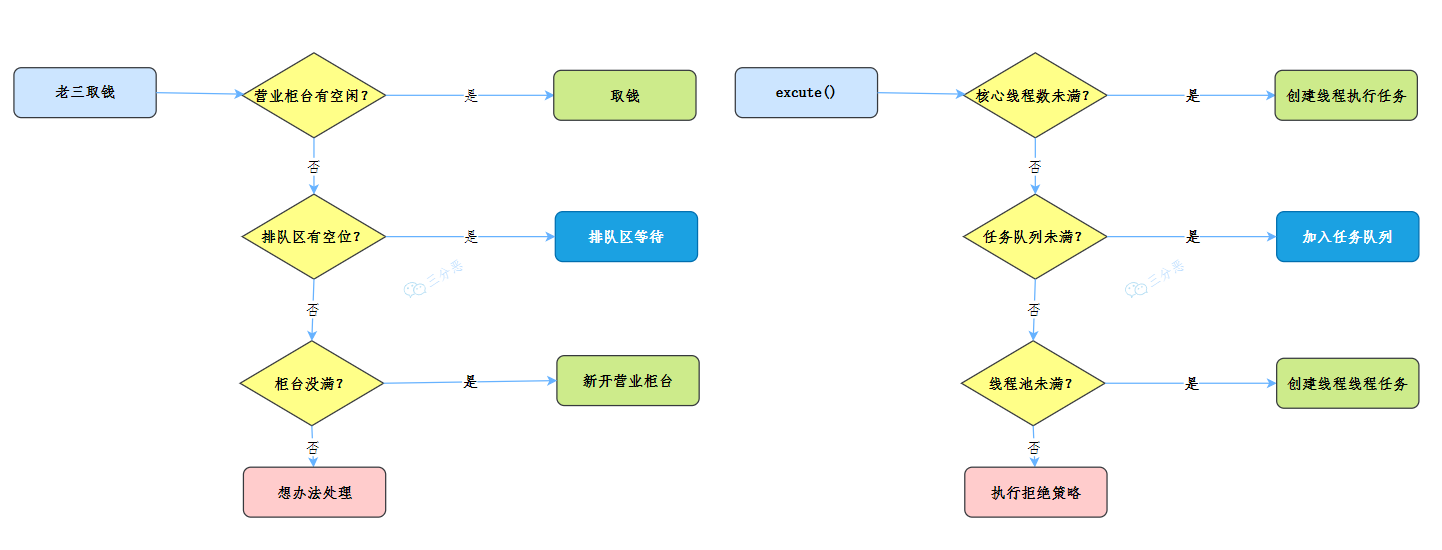 老三取钱
营业柜台有空闲?
是
取钱
否
排队区有空位?
是
排队区等待
三分恶
否
柜台没满?
是
新开营业柜台
否
想办法处理
excute()
核心线程数未满?
是
创建线程执行任务
否
任务队列未满?
是
加入任务队列
三分恶
否
线程池未满?
是
创建线程线程任务
否
执行拒绝策略